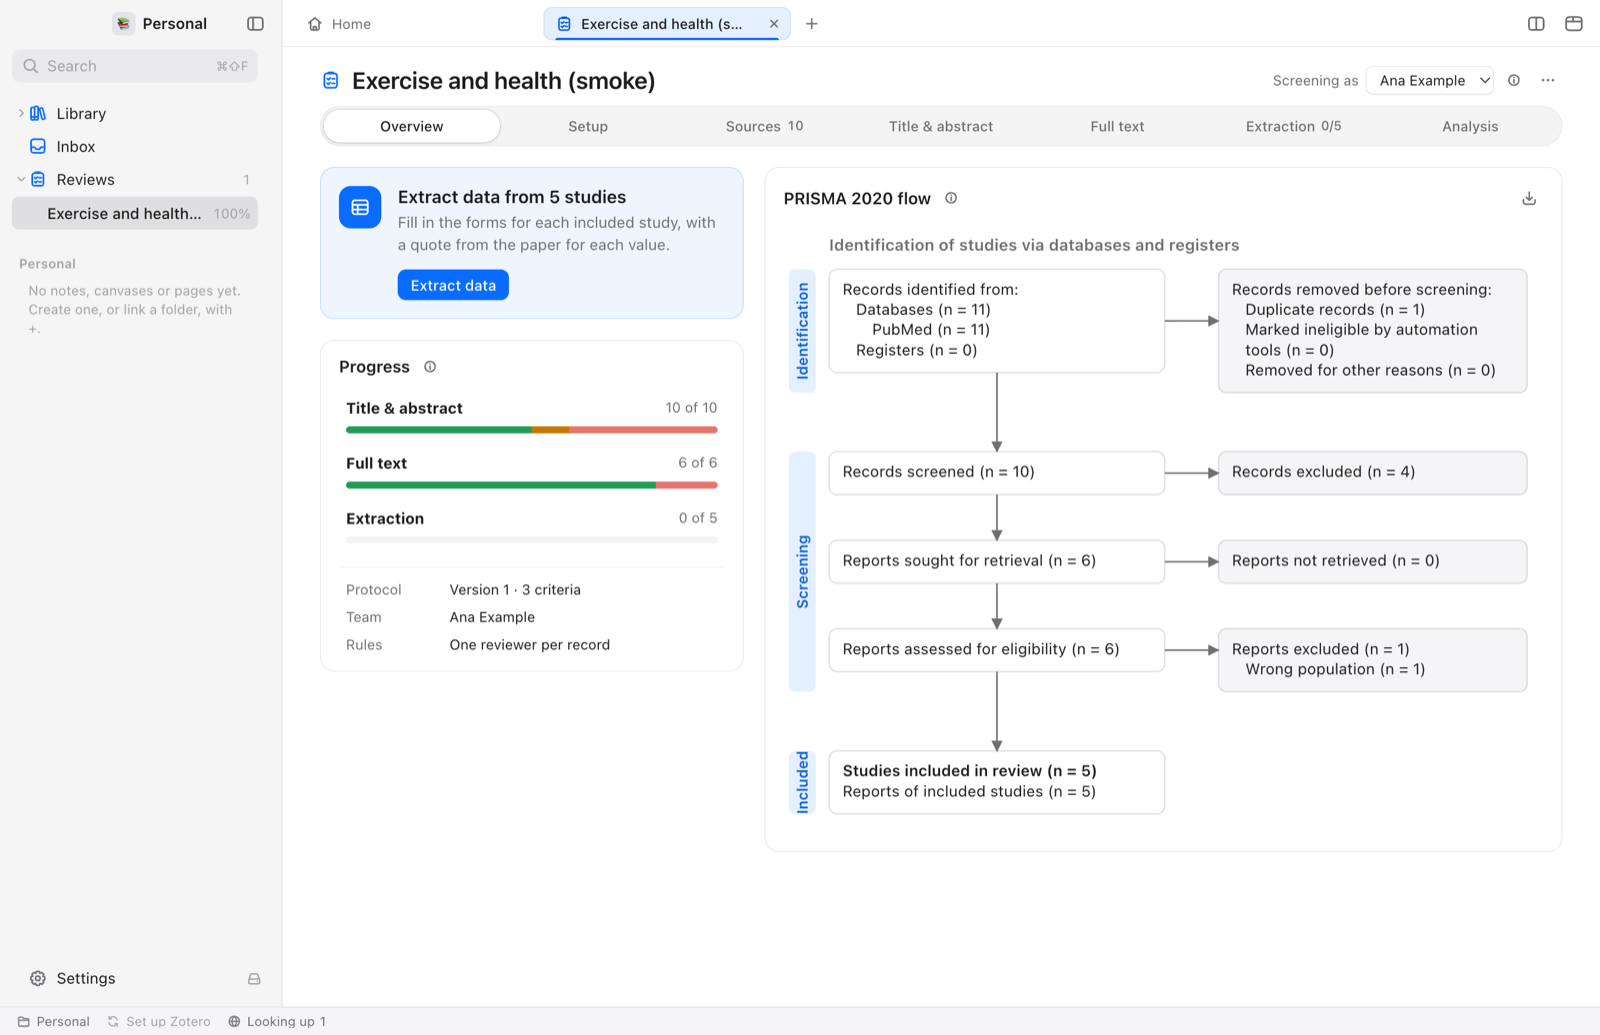 Personal
Search ⌘⇧F
Library
Inbox
Reviews 1
Exercise and health... 100%
Personal
No notes, canvases or pages yet.
Create one, or link a folder, with
+.
Settings
Home
Exercise and health (s...
Exercise and health (smoke)
Screening as Ana Example
Overview
Setup
Sources 10
Title & abstract
Full text
Extraction 0/5
Analysis
Extract data from 5 studies
Fill in the forms for each included study, with
a quote from the paper for each value.
Extract data
Progress
Title & abstract 10 of 10
Full text 6 of 6
Extraction 0 of 5
Protocol Version 1 · 3 criteria
Team Ana Example
Rules One reviewer per record
PRISMA 2020 flow
Identification of studies via databases and registers
Identification
Records identified from:
Databases (n = 11)
PubMed (n = 11)
Registers (n = 0)
Records removed before screening:
Duplicate records (n = 1)
Marked ineligible by automation
tools (n = 0)
Removed for other reasons (n = 0)
Screening
Records screened (n = 10)
Records excluded (n = 4)
Reports sought for retrieval (n = 6)
Reports not retrieved (n = 0)
Reports assessed for eligibility (n = 6)
Reports excluded (n = 1)
Wrong population (n = 1)
Included
Studies included in review (n = 5)
Reports of included studies (n = 5)
Personal
Set up Zotero
Looking up 1